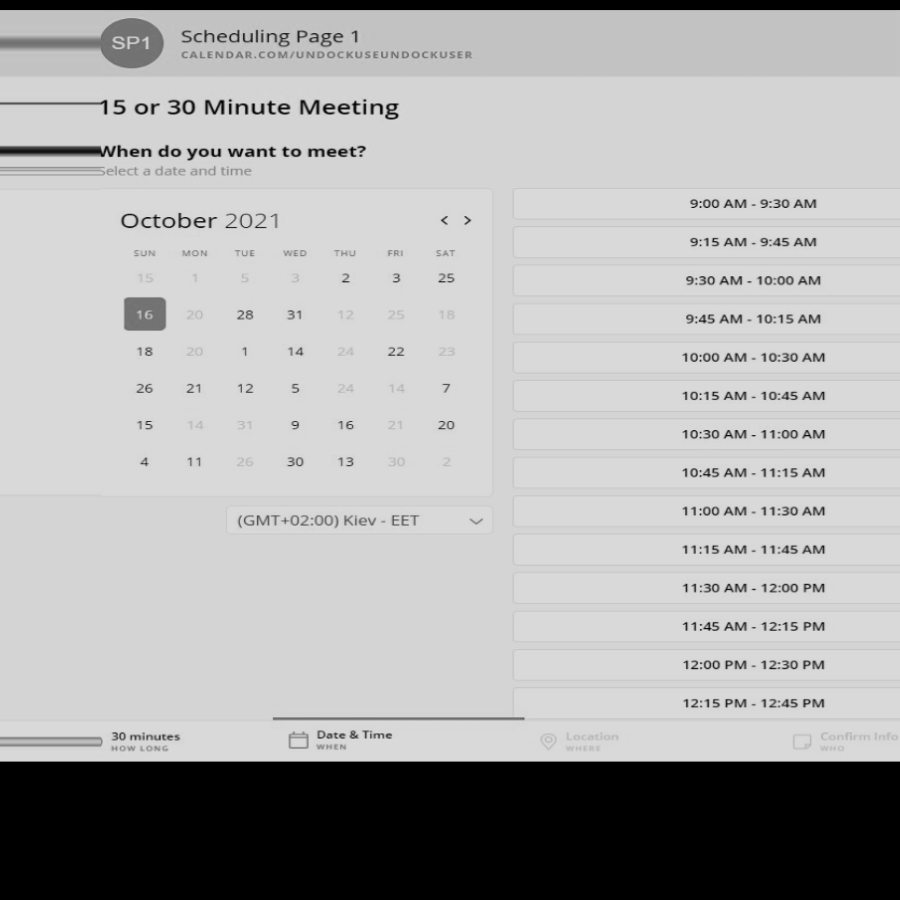 SP1
Scheduling Page 1
CALENDAR.COM/UNDOCKUSEUNDOCKUSER
15 or 30 Minute Meeting
When do you want to meet?
Select a date and time
October 2021
< >
SUN MON TUE WED THU FRI SAT
15 1 5 3 2 3 25
16 20 28 31 12 25 18
18 20 1 14 24 22 23
26 21 12 5 24 14 7
15 14 31 9 16 21 20
4 11 26 30 13 30 2
(GMT+02:00) Kiev - EET
9:00 AM - 9:30 AM
9:15 AM - 9:45 AM
9:30 AM - 10:00 AM
9:45 AM - 10:15 AM
10:00 AM - 10:30 AM
10:15 AM - 10:45 AM
10:30 AM - 11:00 AM
10:45 AM - 11:15 AM
11:00 AM - 11:30 AM
11:15 AM - 11:45 AM
11:30 AM - 12:00 PM
11:45 AM - 12:15 PM
12:00 PM - 12:30 PM
12:15 PM - 12:45 PM
30 minutes
HOW LONG
Date & Time
WHEN
Location
WHERE
Confirm Info
WHO